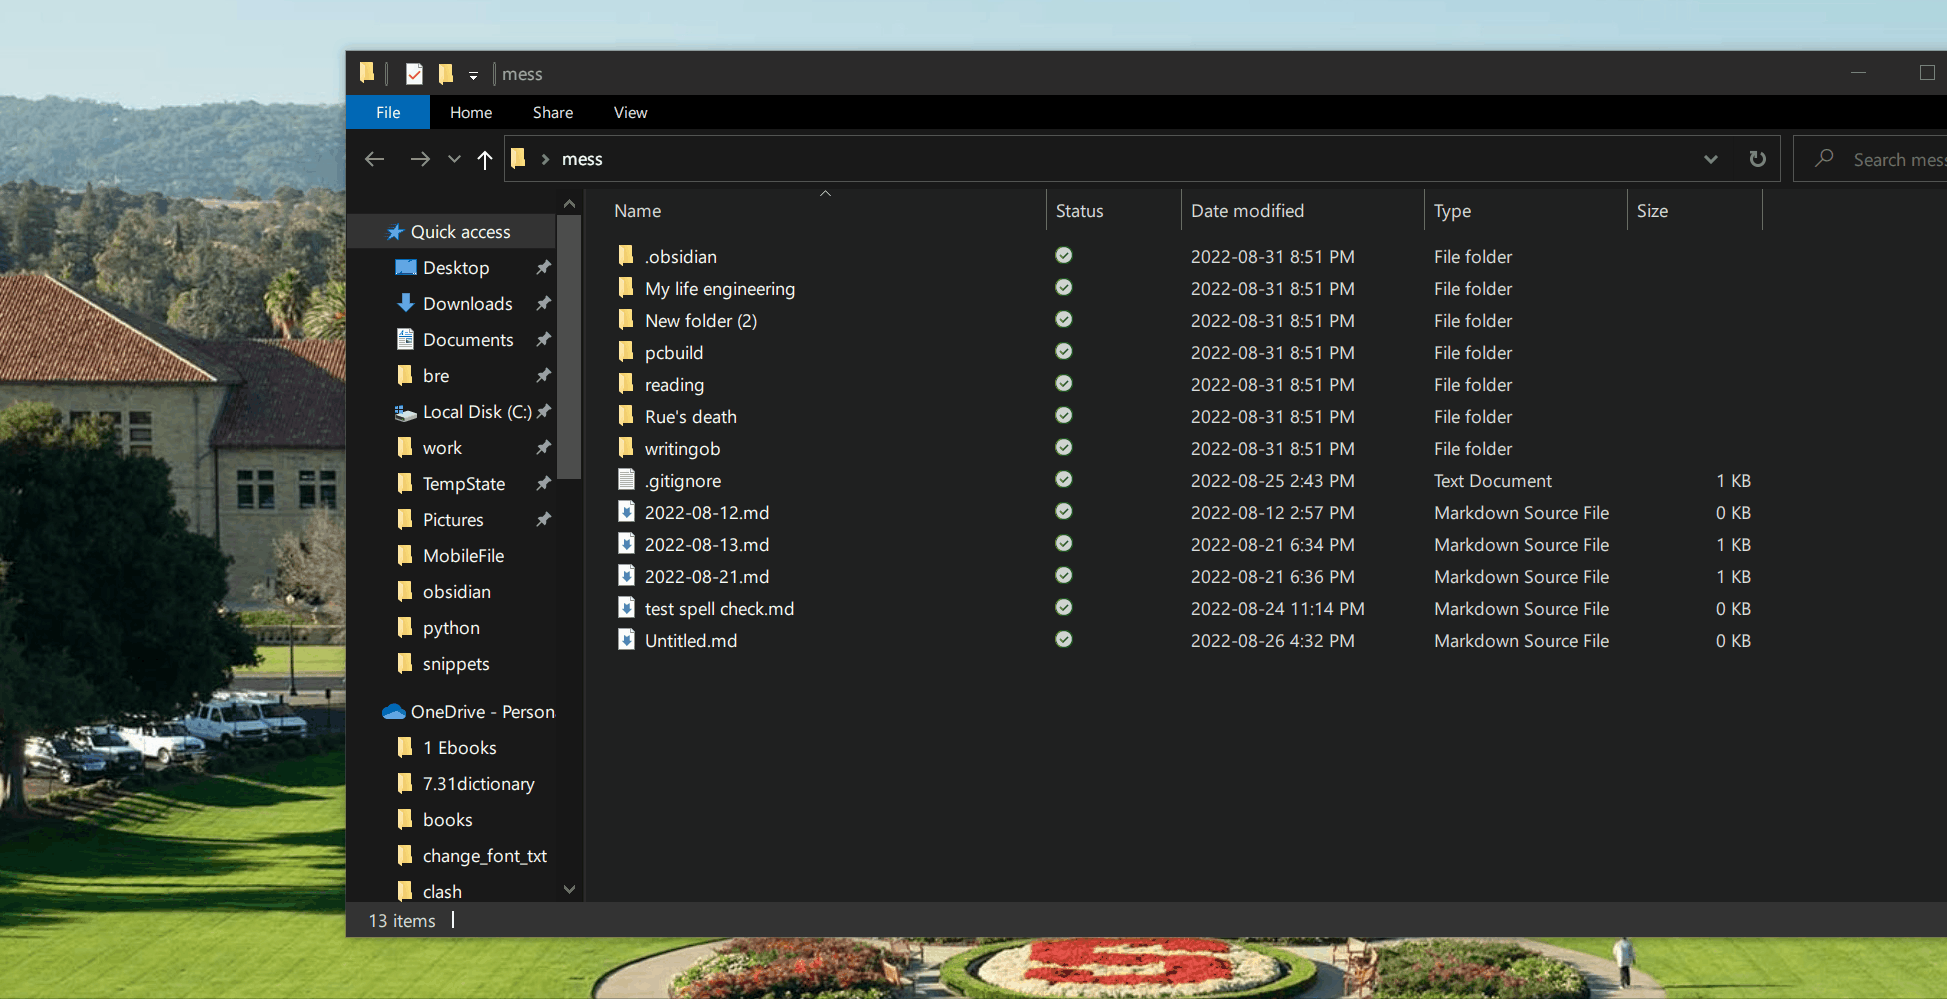 mess
File Home Share View
mess Search mess
Name Status Date modified Type Size
Quick access
Desktop
Downloads
Documents
bre
Local Disk (C:)
work
TempState
Pictures
MobileFile
obsidian
python
snippets
OneDrive - Person
1 Ebooks
7.31dictionary
books
change_font_txt
clash
.obsidian 2022-08-31 8:51 PM File folder
My life engineering 2022-08-31 8:51 PM File folder
New folder (2) 2022-08-31 8:51 PM File folder
pcbuild 2022-08-31 8:51 PM File folder
reading 2022-08-31 8:51 PM File folder
Rue's death 2022-08-31 8:51 PM File folder
writingob 2022-08-31 8:51 PM File folder
.gitignore 2022-08-25 2:43 PM Text Document 1 KB
2022-08-12.md 2022-08-12 2:57 PM Markdown Source File 0 KB
2022-08-13.md 2022-08-21 6:34 PM Markdown Source File 1 KB
2022-08-21.md 2022-08-21 6:36 PM Markdown Source File 1 KB
test spell check.md 2022-08-24 11:14 PM Markdown Source File 0 KB
Untitled.md 2022-08-26 4:32 PM Markdown Source File 0 KB
13 items